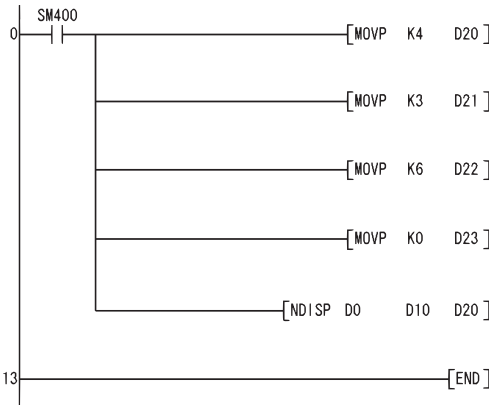 SM400
0 [MOVP K4 D20]
[MOVP K3 D21]
[MOVP K6 D22]
[MOVP K0 D23]
[NDISP D0 D10 D20]
13 [END]